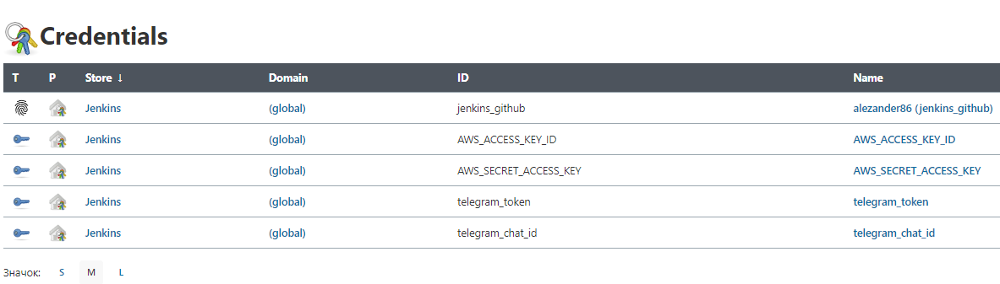 Credentials
T P Store ↓ Domain ID Name
Jenkins (global) jenkins_github alezander86 (jenkins_github)
Jenkins (global) AWS_ACCESS_KEY_ID AWS_ACCESS_KEY_ID
Jenkins (global) AWS_SECRET_ACCESS_KEY AWS_SECRET_ACCESS_KEY
Jenkins (global) telegram_token telegram_token
Jenkins (global) telegram_chat_id telegram_chat_id
Значок: S M L